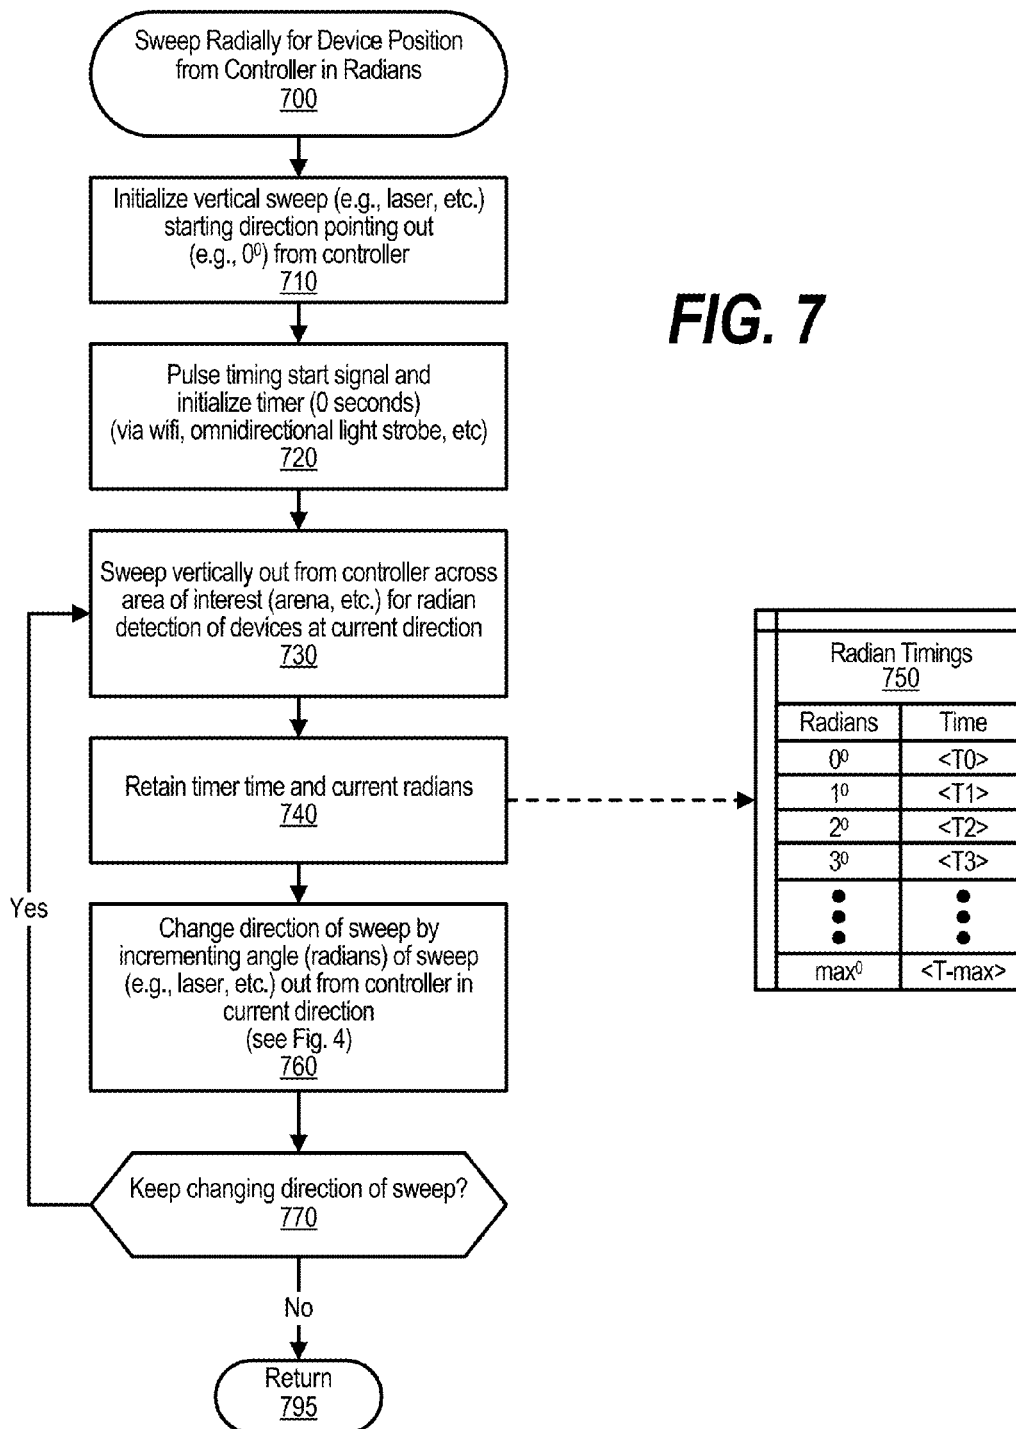 Sweep Radially for Device Position
from Controller in Radians
700
Initialize vertical sweep (e.g., laser, etc.)
starting direction pointing out
(e.g., 0⁰) from controller
710
FIG. 7
Pulse timing start signal and
initialize timer (0 seconds)
(via wifi, omnidirectional light strobe, etc)
720
Sweep vertically out from controller across
area of interest (arena, etc.) for radian
detection of devices at current direction
730
Retain timer time and current radians
740
Radian Timings
750
Radians Time
0⁰ <T0>
1⁰ <T1>
2⁰ <T2>
3⁰ <T3>
max⁰ <T-max>
Yes
Change direction of sweep by
incrementing angle (radians) of sweep
(e.g., laser, etc.) out from controller in
current direction
(see Fig. 4)
760
Keep changing direction of sweep?
770
No
Return
795